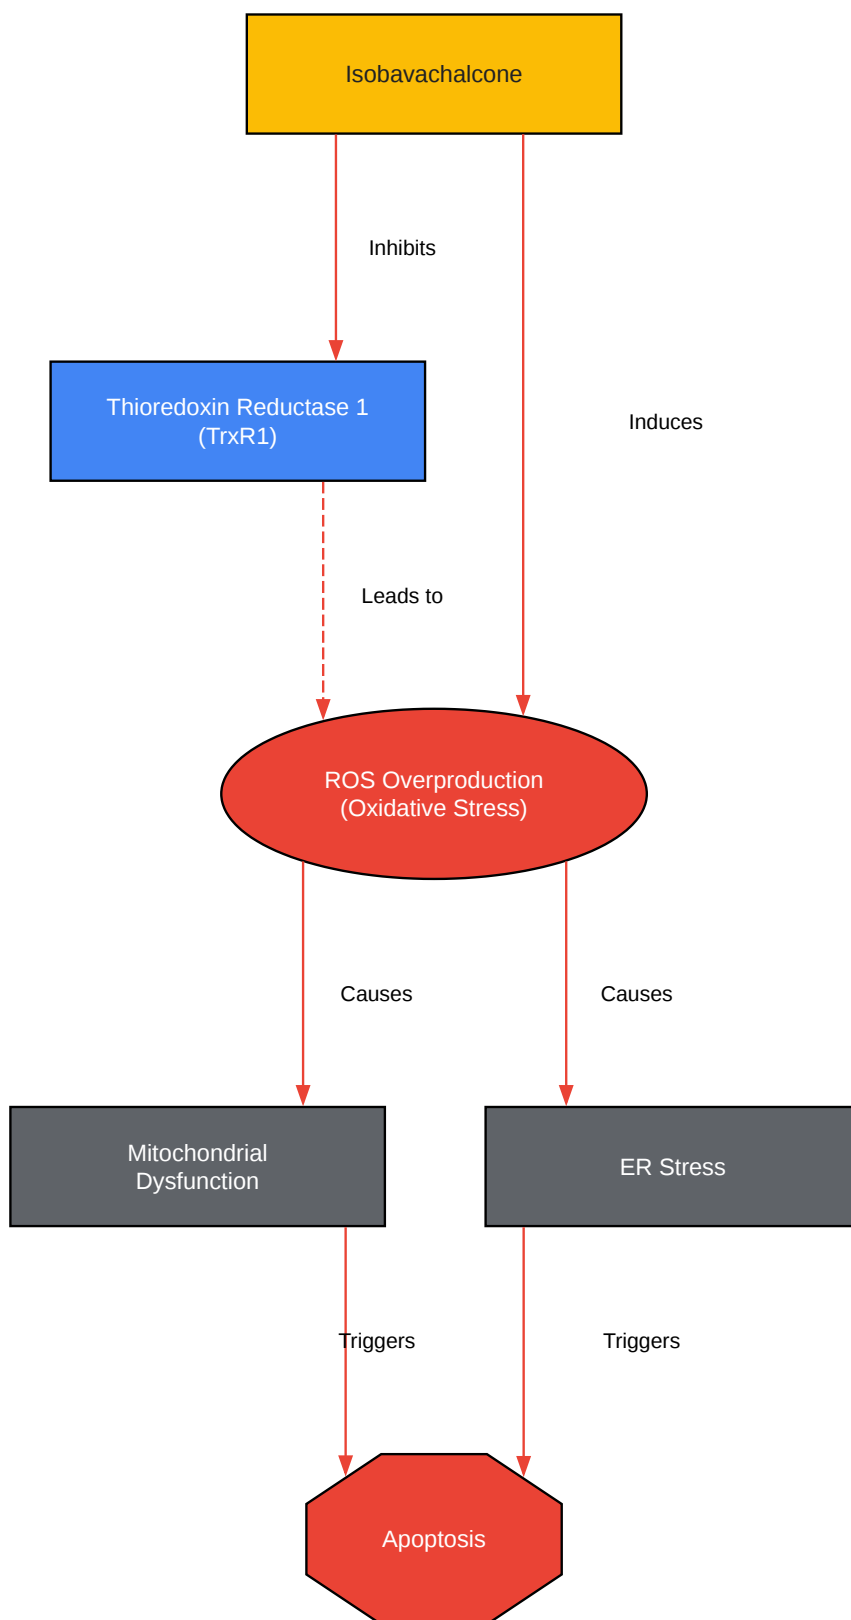 Isobavachalcone
Inhibits
Thioredoxin Reductase 1
(TrxR1)
Induces
Leads to
ROS Overproduction
(Oxidative Stress)
Causes
Causes
Mitochondrial
Dysfunction
ER Stress
Triggers
Triggers
Apoptosis